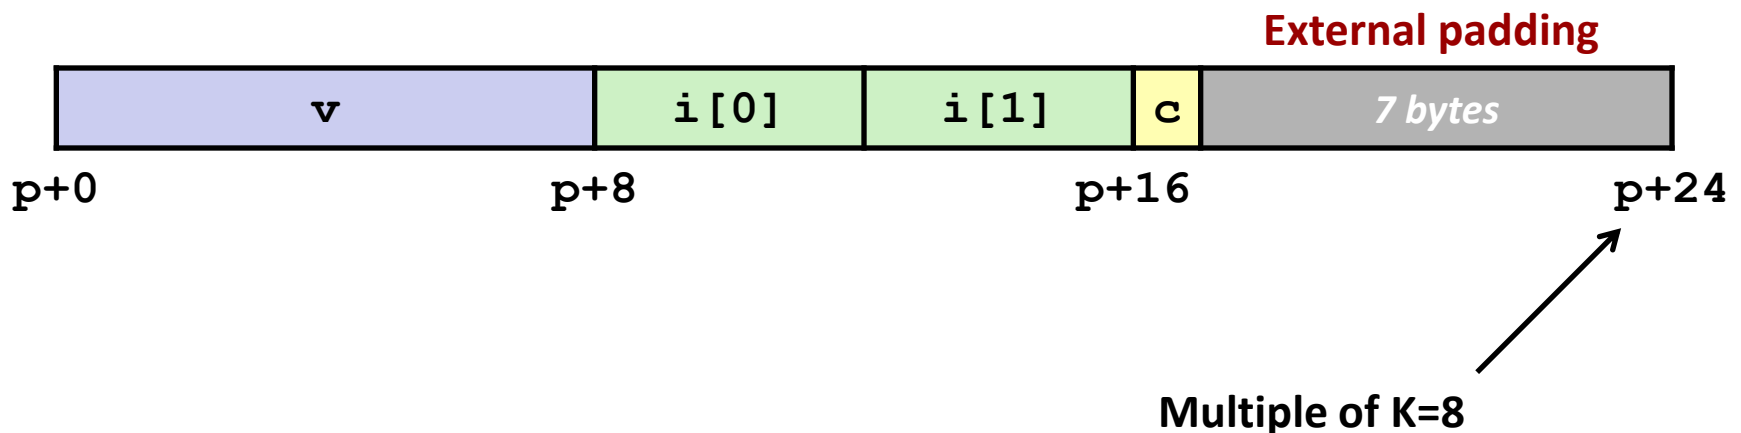 External padding
v i[0] i[1] c 7 bytes
p+0 p+8 p+16 p+24
Multiple of K=8